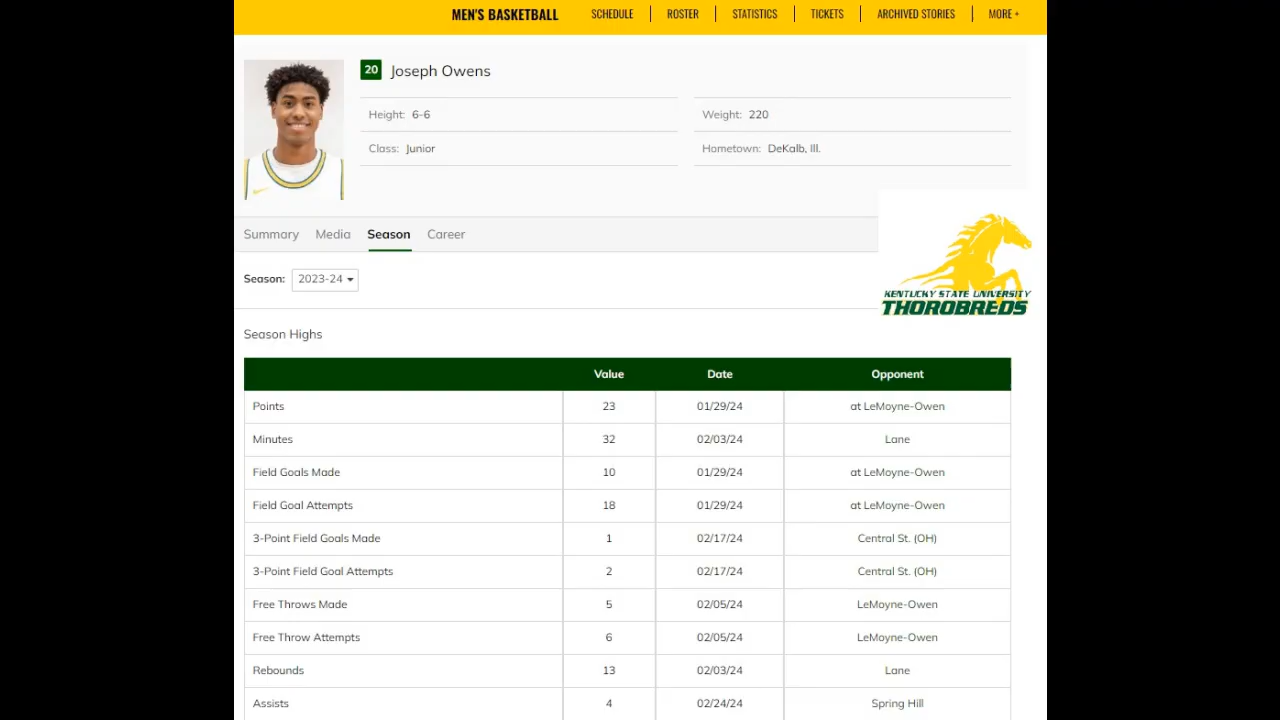 MEN'S BASKETBALL SCHEDULE ROSTER STATISTICS TICKETS ARCHIVED STORIES MORE +
20 Joseph Owens
Height: 6-6 Weight: 220
Class: Junior Hometown: DeKalb, Ill.
Summary Media Season Career
Season: 2023-24
KENTUCKY STATE UNIVERSITY
THOROBREDS
Season Highs
Value Date Opponent
Points 23 01/29/24 at LeMoyne-Owen
Minutes 32 02/03/24 Lane
Field Goals Made 10 01/29/24 at LeMoyne-Owen
Field Goal Attempts 18 01/29/24 at LeMoyne-Owen
3-Point Field Goals Made 1 02/17/24 Central St. (OH)
3-Point Field Goal Attempts 2 02/17/24 Central St. (OH)
Free Throws Made 5 02/05/24 LeMoyne-Owen
Free Throw Attempts 6 02/05/24 LeMoyne-Owen
Rebounds 13 02/03/24 Lane
Assists 4 02/24/24 Spring Hill